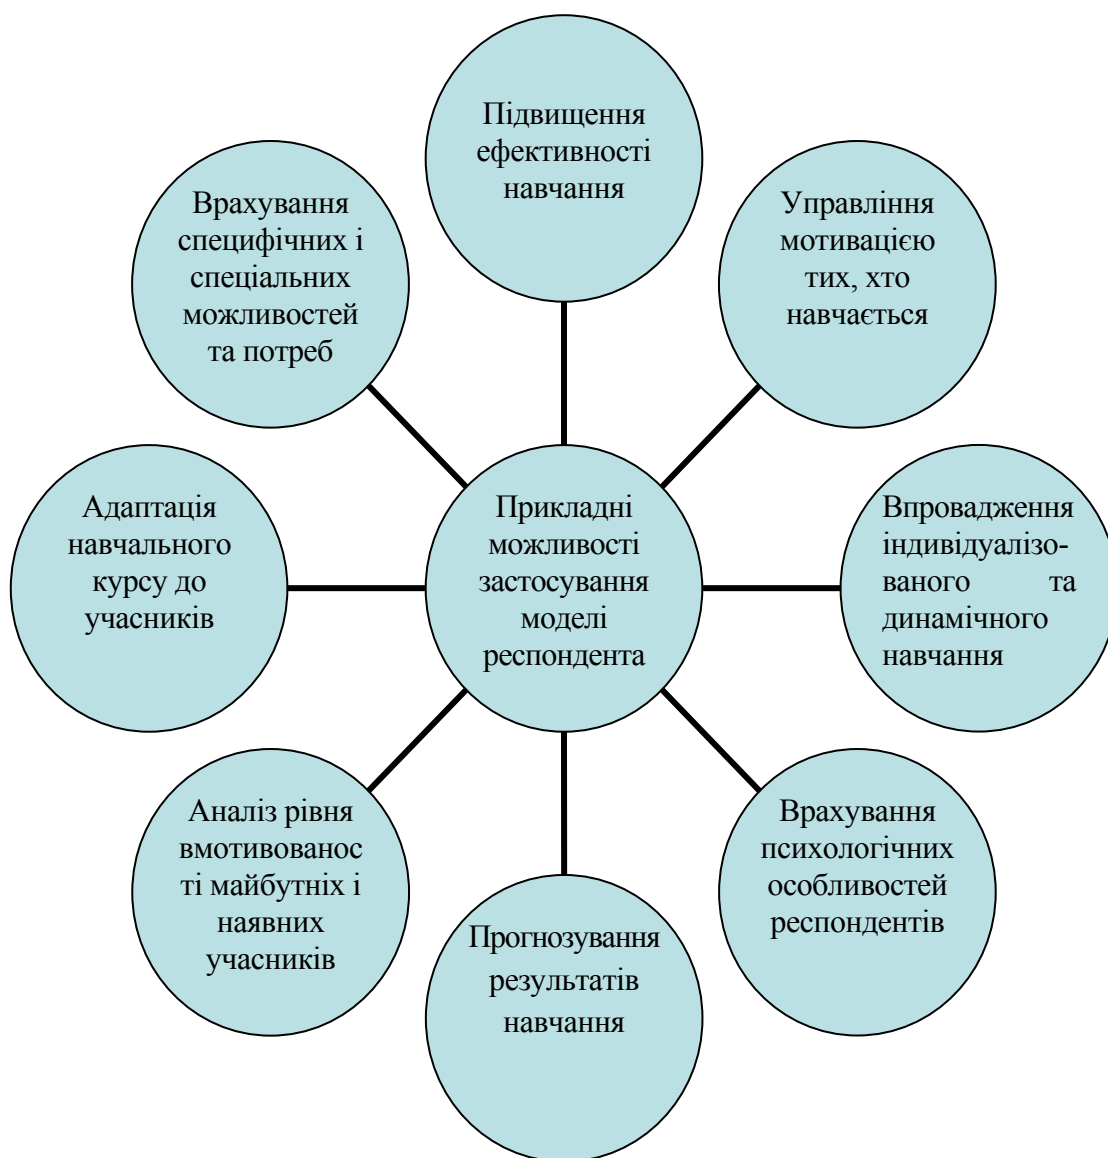 Підвищення
ефективності
навчання
Управління
мотивацією
тих, хто
навчається
Впровадження
індивідуалізо-
ваного та
динамічного
навчання
Врахування
психологічних
особливостей
респондентів
Прогнозування
результатів
навчання
Аналіз рівня
вмотивованос
ті майбутніх і
наявних
учасників
Адаптація
навчального
курсу до
учасників
Врахування
специфічних і
спеціальних
можливостей
та потреб
Прикладні
можливості
застосування
моделі
респондента